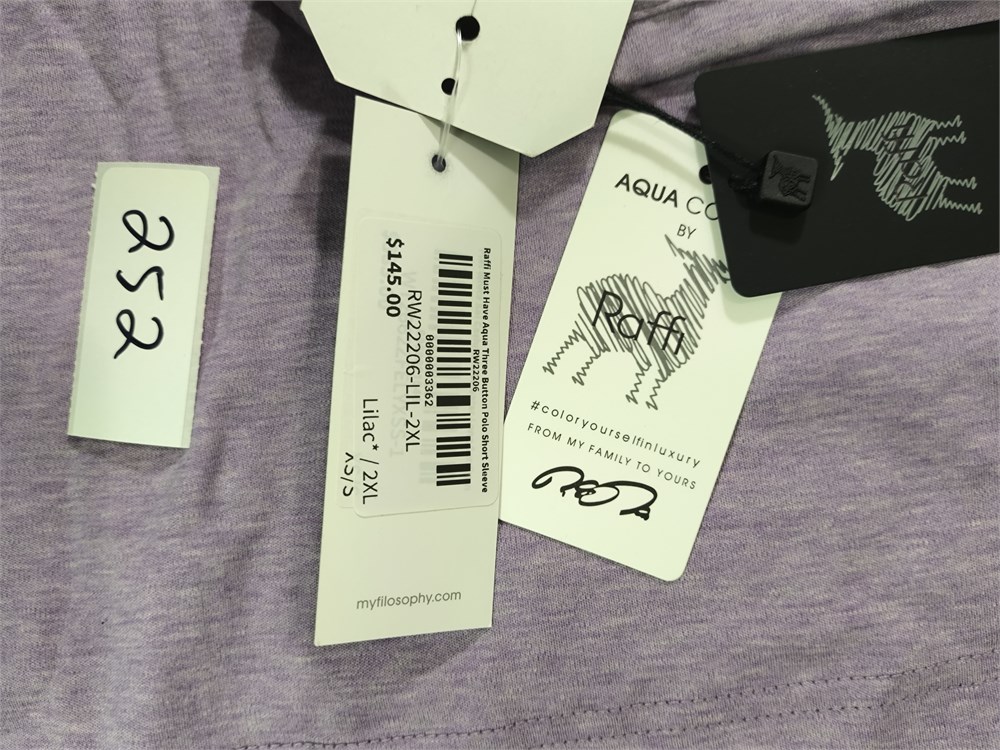 252
Raffi Must Have Aqua Three Button Polo Short Sleeve
RW22206
0000003362
RW22206-LIL-2XL
$145.00
Lilac* / 2XL
myfilosophy.com
AQUA CO
BY
Raffi
#coloryourselfinluxury
FROM MY FAMILY TO YOURS